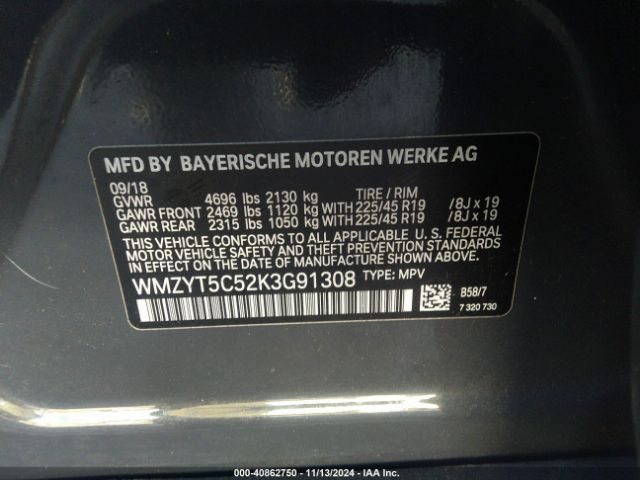 MFD BY BAYERISCHE MOTOREN WERKE AG
09/18
GVWR 4696 lbs 2130 kg TIRE / RIM
GAWR FRONT 2469 lbs 1120 kg WITH 225/45 R19 /8J x 19
GAWR REAR 2315 lbs 1050 kg WITH 225/45 R19 /8J x 19
THIS VEHICLE CONFORMS TO ALL APPLICABLE U. S. FEDERAL
MOTOR VEHICLE SAFETY, BUMPER, AND THEFT PREVENTION
STANDARDS IN EFFECT ON THE DATE OF MANUFACTURE SHOWN ABOVE.
WMZYT5C52K3G91308 TYPE: MPV
B58/7
7 320 730
000-40862750 - 11/13/2024 - IAA Inc.